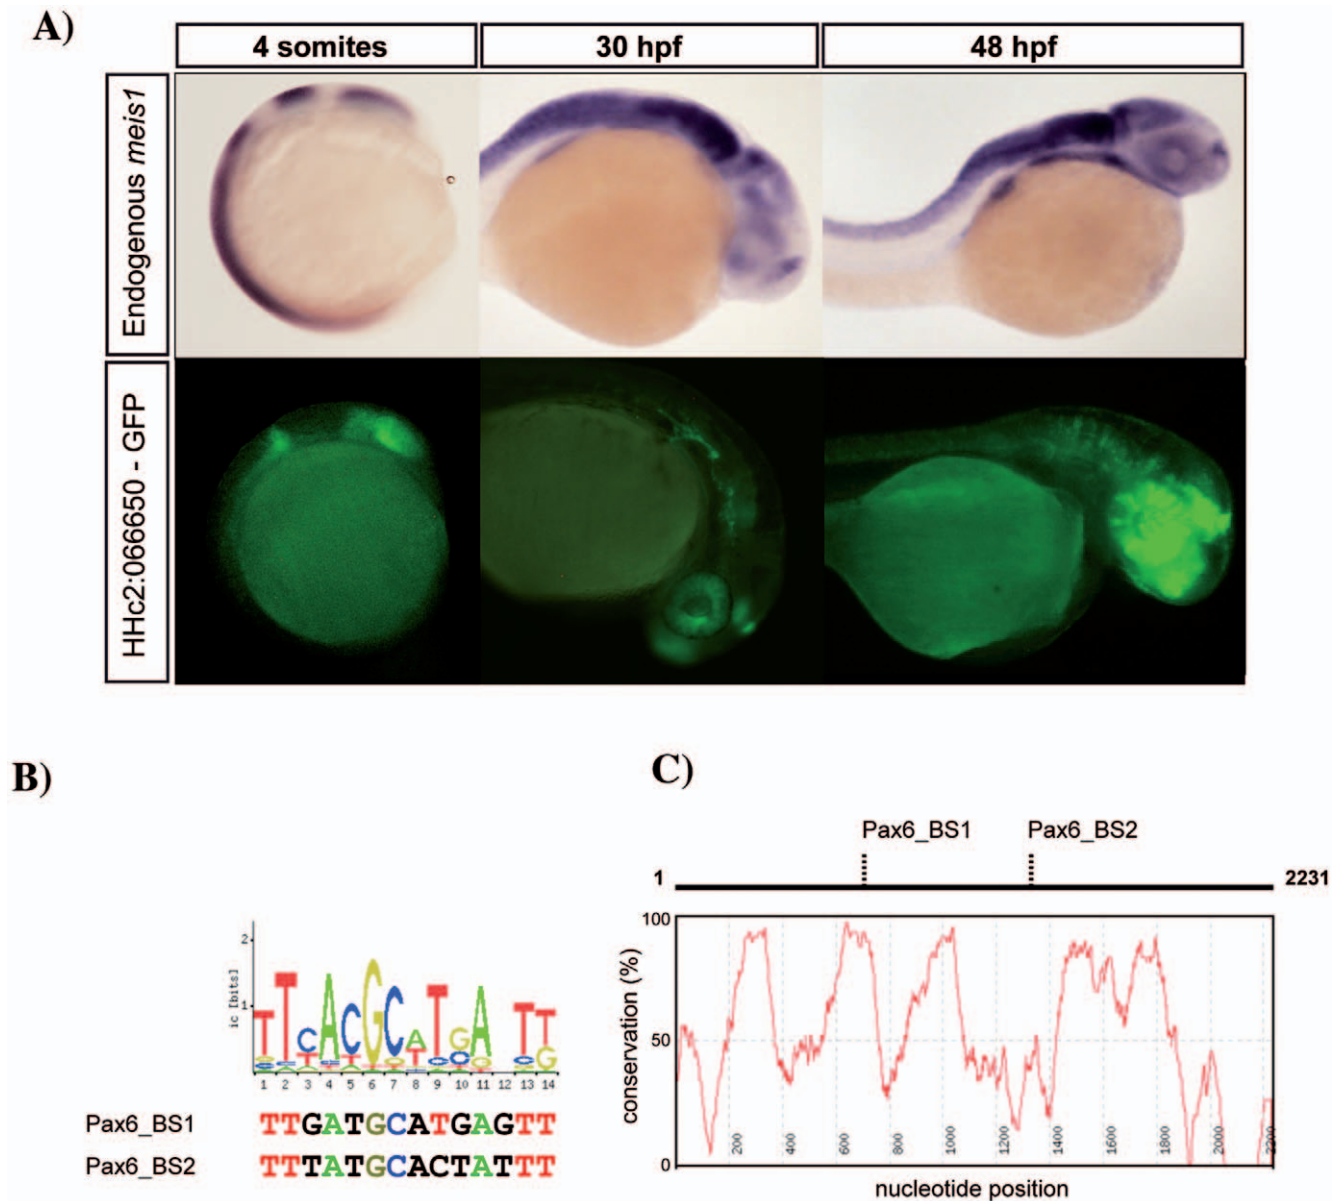 A)
4 somites 30 hpf 48 hpf
Endogenous meis1
HHc2:066650 - GFP
B)
ic [bits]
2
1
1 2 3 4 5 6 7 8 9 10 11 12 13 14
Pax6_BS1 TTGATGCATGAGTT
Pax6_BS2 TTTATGCACTATTT
C)
Pax6_BS1 Pax6_BS2
1 2231
conservation (%)
100
50
0
200 400 600 800 1000 1200 1400 1600 1800 2000 2200
nucleotide position